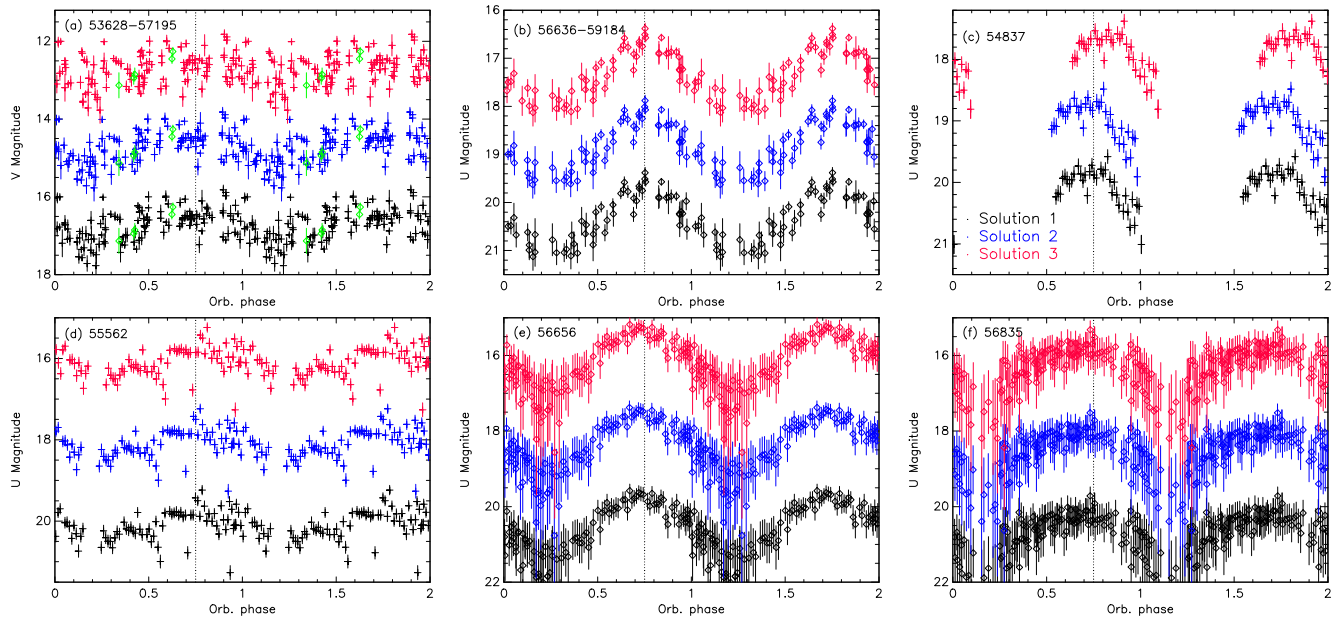 (a) 53628−57195
V Magnitude
12
14
16
18
0
0.5
1
1.5
2
Orb. phase
(b) 56636−59184
U Magnitude
16
17
18
19
20
21
0
0.5
1
1.5
2
Orb. phase
(c) 54837
U Magnitude
16
17
18
19
20
21
Solution 1
Solution 2
Solution 3
0
0.5
1
1.5
2
Orb. phase
(d) 55562
U Magnitude
16
18
20
0
0.5
1
1.5
2
Orb. phase
(e) 56656
U Magnitude
16
18
20
22
0
0.5
1
1.5
2
Orb. phase
(f) 56835
U Magnitude
16
18
20
22
0
0.5
1
1.5
2
Orb. phase